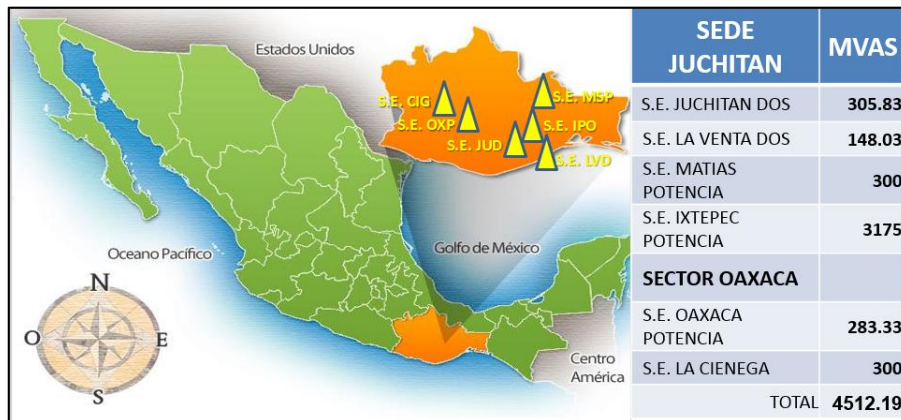 Estados Unidos
S.E. CIG
S.E. MSP
S.E. OXP
S.E. IPO
S.E. JUD
S.E. LVD
Oceano Pacífico
Golfo de México
Centro
América
N
O
E
S
SEDE
JUCHITAN
MVAS
S.E. JUCHITAN DOS 305.83
S.E. LA VENTA DOS 148.03
S.E. MATIAS
POTENCIA
300
S.E. IXTEPEC
POTENCIA
3175
SECTOR OAXACA
S.E. OAXACA
POTENCIA
283.33
S.E. LA CIENEGA 300
TOTAL 4512.19